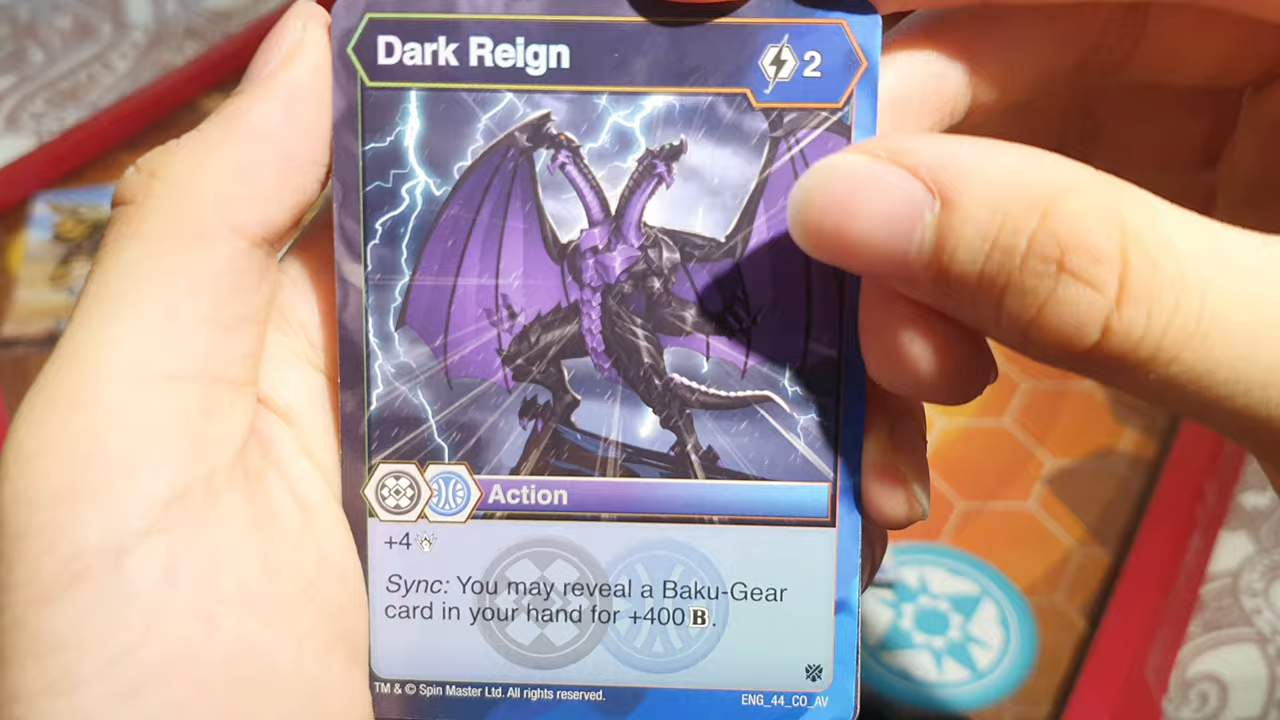 Dark Reign
2
Action
+4
Sync: You may reveal a Baku-Gear
card in your hand for +400 B.
TM & © Spin Master Ltd. All rights reserved.
ENG_44_CO_AV